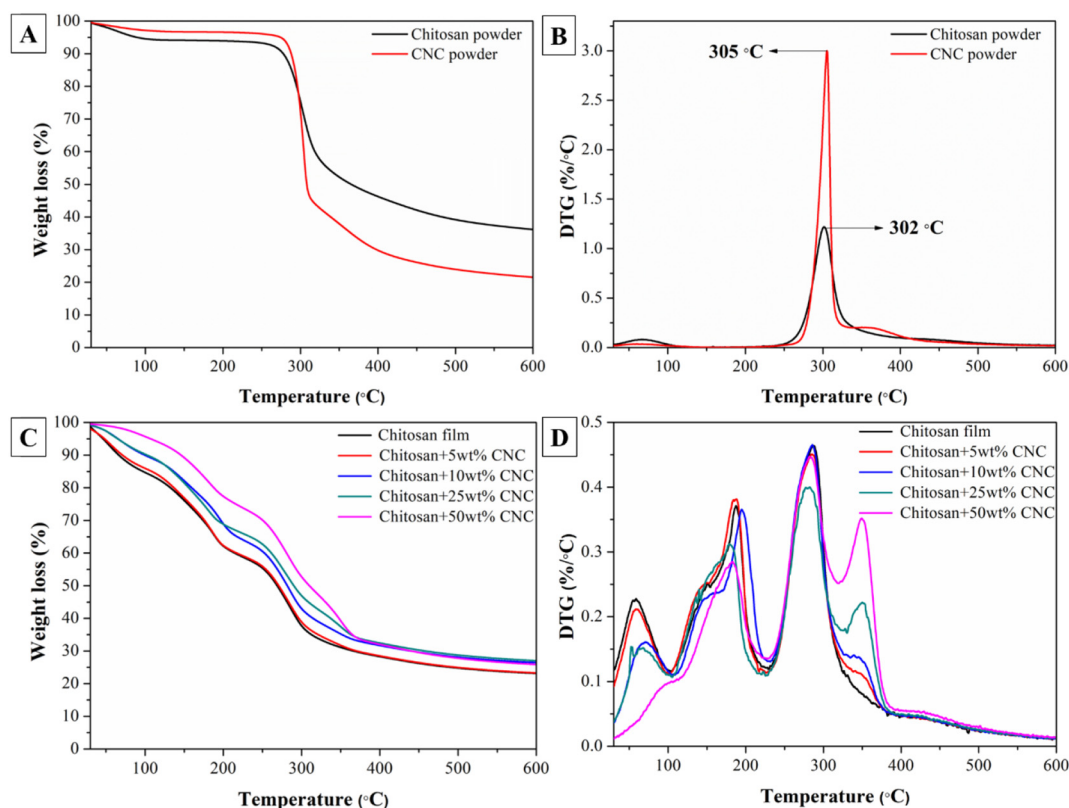 A
Chitosan powder
CNC powder
Weight loss (%)
100
90
80
70
60
50
40
30
20
10
0
100 200 300 400 500 600
Temperature (°C)
B
Chitosan powder
CNC powder
305 °C
302 °C
DTG (%/°C)
3.0
2.5
2.0
1.5
1.0
0.5
0.0
100 200 300 400 500 600
Temperature (°C)
C
Chitosan film
Chitosan+5wt% CNC
Chitosan+10wt% CNC
Chitosan+25wt% CNC
Chitosan+50wt% CNC
Weight loss (%)
100
90
80
70
60
50
40
30
20
10
0
100 200 300 400 500 600
Temperature (°C)
D
Chitosan film
Chitosan+5wt% CNC
Chitosan+10wt% CNC
Chitosan+25wt% CNC
Chitosan+50wt% CNC
DTG (%/°C)
0.5
0.4
0.3
0.2
0.1
0.0
100 200 300 400 500 600
Temperature (°C)